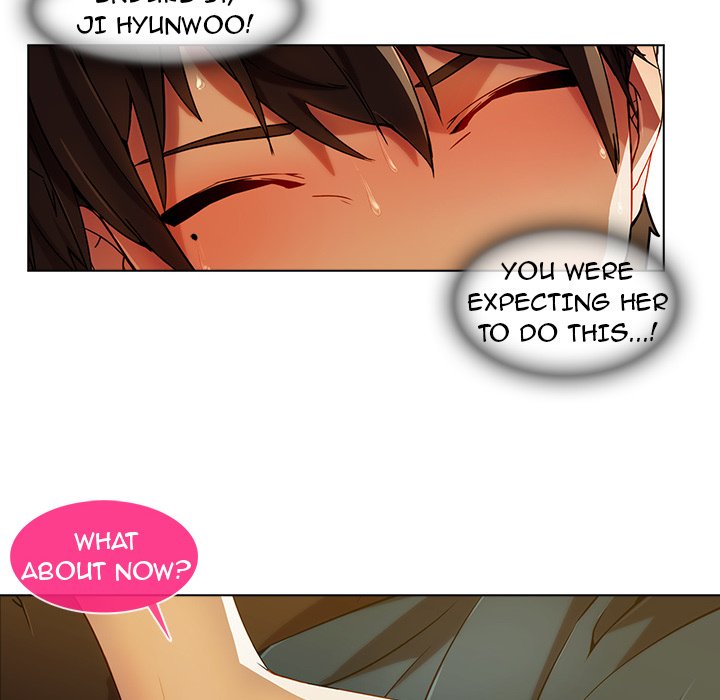 JI HYUNWOO!
YOU WERE
EXPECTING HER
TO DO THIS...!
WHAT
ABOUT NOW?